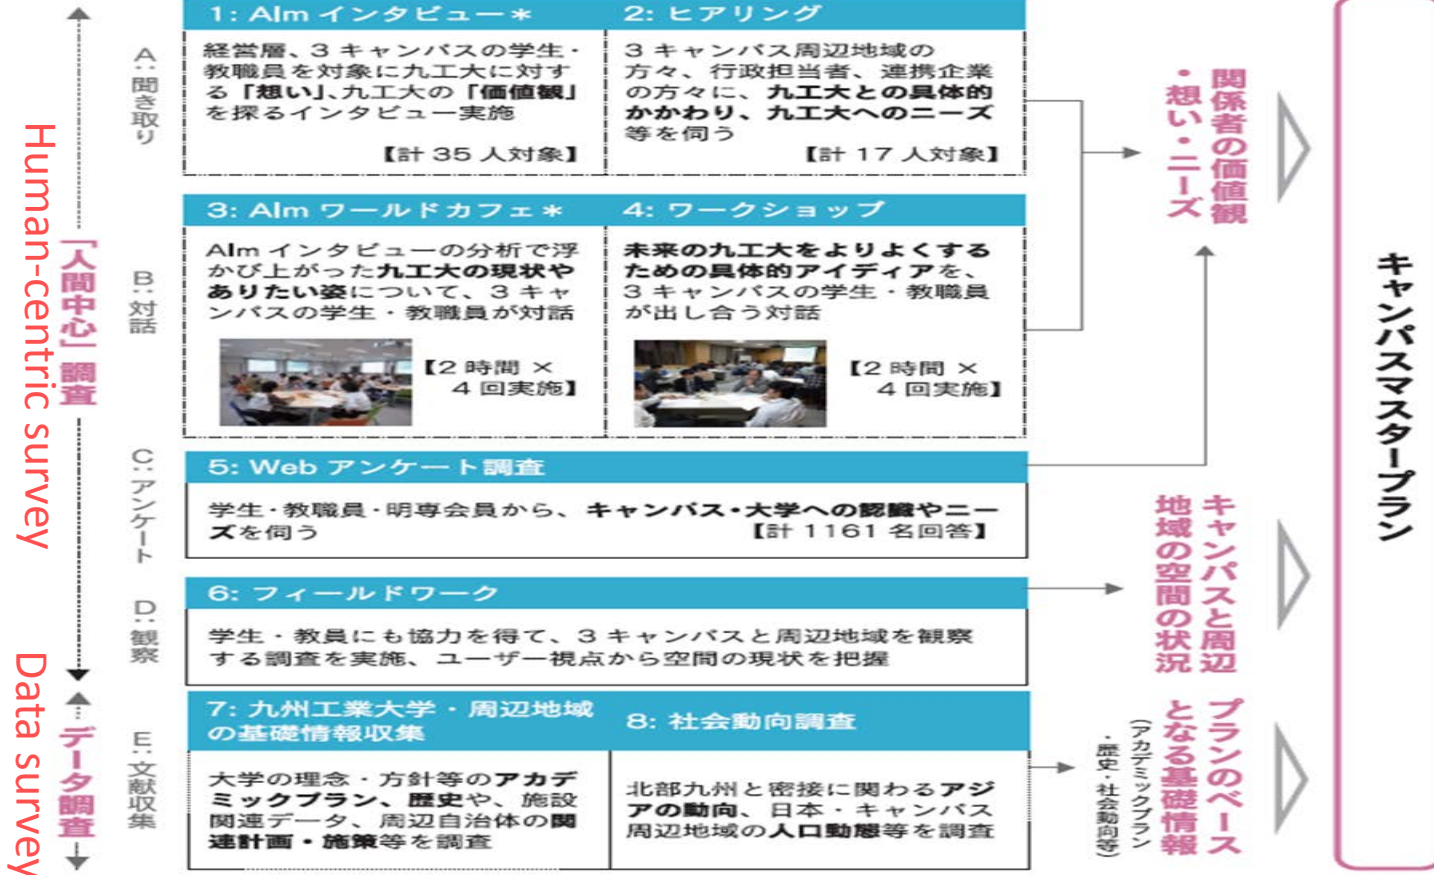 Human-centric survey
Data survey
「人間中心」調査
データ調査
A:聞き取り
1: AIm インタビュー＊
経営層、3 キャンパスの学生・
教職員を対象に九工大に対す
る「想い」、九工大の「価値観」
を探るインタビュー実施
【計 35 人対象】
2: ヒアリング
3 キャンパス周辺地域の
方々、行政担当者、連携企業
の方々に、九工大との具体的
かかわり、九工大へのニーズ
等を伺う
【計 17 人対象】
B:対話
3: AIm ワールドカフェ＊
AIm インタビューの分析で浮
かび上がった九工大の現状や
ありたい姿について、3 キャ
ンパスの学生・教職員が対話
【2 時間 ×
4 回実施】
4: ワークショップ
未来の九工大をよりよくする
ための具体的アイディアを、
3 キャンパスの学生・教職員
が出し合う対話
【2 時間 ×
4 回実施】
C:アンケート
5: Web アンケート調査
学生・教職員・明専会員から、キャンパス・大学への認識やニー
ズを伺う
【計 1161 名回答】
D:観察
6: フィールドワーク
学生・教員にも協力を得て、3 キャンパスと周辺地域を観察
する調査を実施、ユーザー視点から空間の現状を把握
E:文献収集
7: 九州工業大学・周辺地域
の基礎情報収集
大学の理念・方針等のアカデ
ミックプラン、歴史や、施設
関連データ、周辺自治体の関
連計画・施策等を調査
8: 社会動向調査
北部九州と密接に関わるアジ
アの動向、日本・キャンパス
周辺地域の人口動態等を調査
関係者の価値観
・想い・ニーズ
キャンパスと周辺
地域の空間の状況
プランのベース
となる基礎情報
(アカデミックプラン
・歴史・社会動向等)
キャンパスマスタープラン